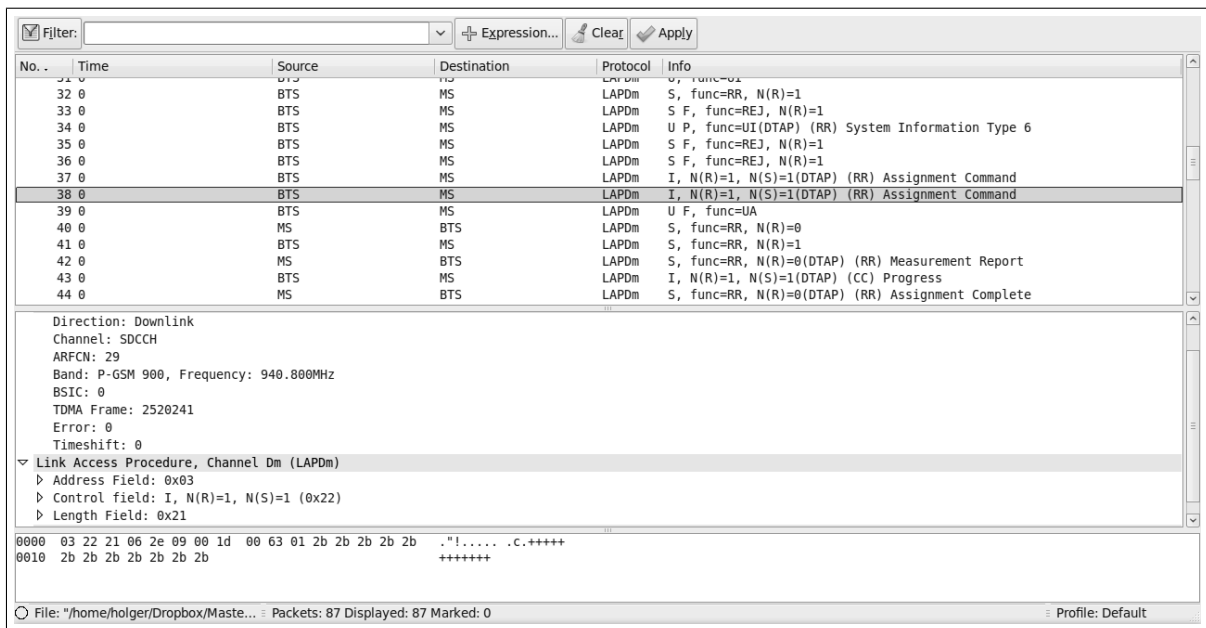 Filter: Expression... Clear Apply
No. . Time Source Destination Protocol Info
31 0 BTS MS LAPDm U, func=UI
32 0 BTS MS LAPDm S, func=RR, N(R)=1
33 0 BTS MS LAPDm S F, func=REJ, N(R)=1
34 0 BTS MS LAPDm U P, func=UI(DTAP) (RR) System Information Type 6
35 0 BTS MS LAPDm S F, func=REJ, N(R)=1
36 0 BTS MS LAPDm S F, func=REJ, N(R)=1
37 0 BTS MS LAPDm I, N(R)=1, N(S)=1(DTAP) (RR) Assignment Command
38 0 BTS MS LAPDm I, N(R)=1, N(S)=1(DTAP) (RR) Assignment Command
39 0 BTS MS LAPDm U F, func=UA
40 0 MS BTS LAPDm S, func=RR, N(R)=0
41 0 BTS MS LAPDm S, func=RR, N(R)=1
42 0 MS BTS LAPDm S, func=RR, N(R)=0(DTAP) (RR) Measurement Report
43 0 BTS MS LAPDm I, N(R)=1, N(S)=1(DTAP) (CC) Progress
44 0 MS BTS LAPDm S, func=RR, N(R)=0(DTAP) (RR) Assignment Complete
Direction: Downlink
Channel: SDCCH
ARFCN: 29
Band: P-GSM 900, Frequency: 940.800MHz
BSIC: 0
TDMA Frame: 2520241
Error: 0
Timeshift: 0
Link Access Procedure, Channel Dm (LAPDm)
Address Field: 0x03
Control field: I, N(R)=1, N(S)=1 (0x22)
Length Field: 0x21
0000 03 22 21 06 2e 09 00 1d 00 63 01 2b 2b 2b 2b 2b ."!..... .c.+++++
0010 2b 2b 2b 2b 2b 2b 2b +++++++
File: "/home/holger/Dropbox/Maste... Packets: 87 Displayed: 87 Marked: 0 Profile: Default